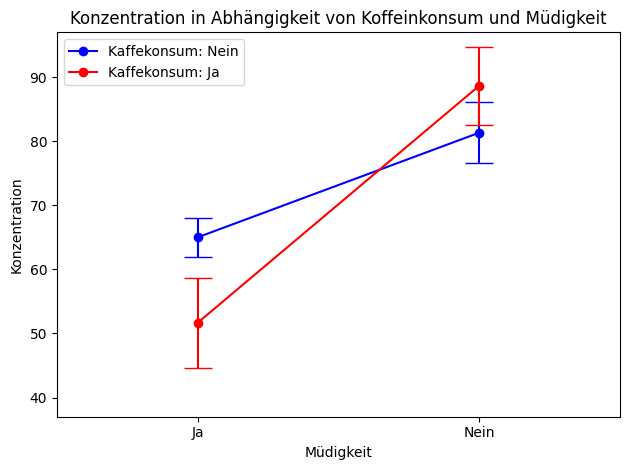 Konzentration in Abhängigkeit von Koffeinkonsum und Müdigkeit
Kaffekonsum: Nein
Kaffekonsum: Ja
90
80
70
60
50
40
Konzentration
Ja
Nein
Müdigkeit